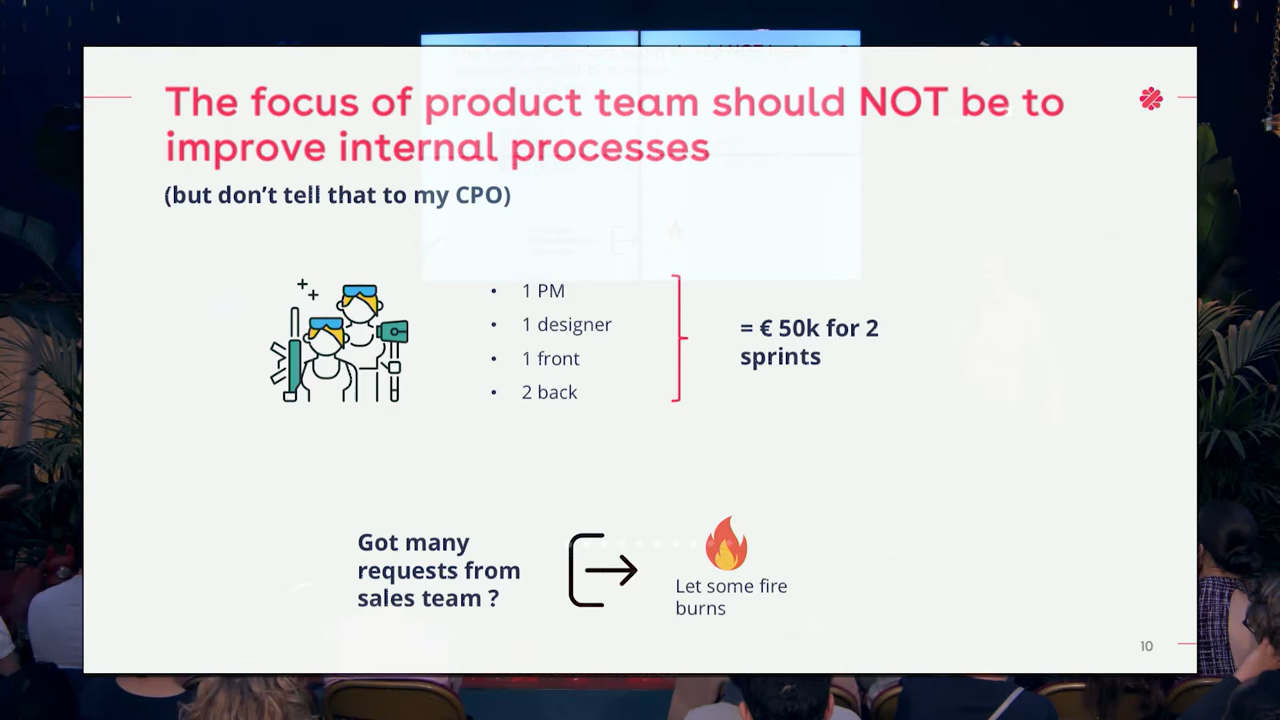 The focus of product team should NOT be to
improve internal processes
(but don't tell that to my CPO)
• 1 PM
• 1 designer
• 1 front
• 2 back
= € 50k for 2
sprints
Got many
requests from
sales team ?
Let some fire
burns
10